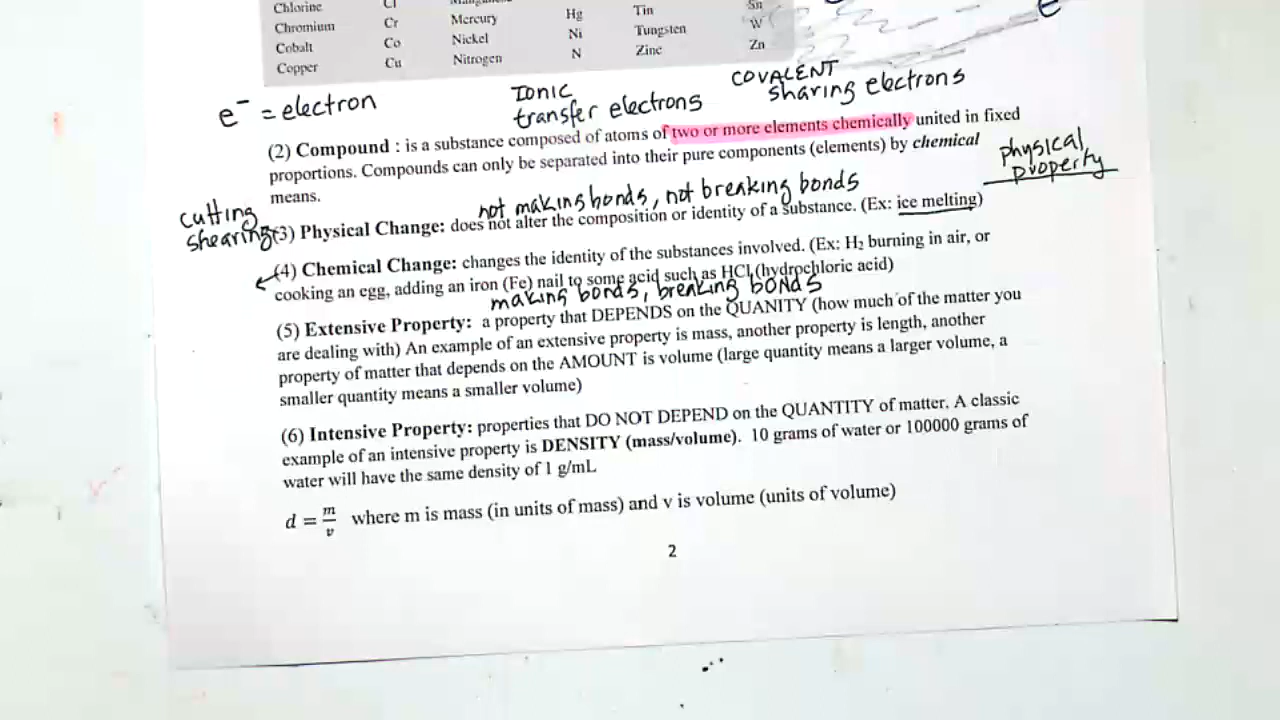 Chlorine Cl Sn
Chromium Cr Mercury Hg Tin W
Cobalt Co Nickel Ni Tungsten Zn
Copper Cu Nitrogen N Zinc
e⁻ = electron
IONIC
transfer electrons
COVALENT
sharing electrons
(2) Compound : is a substance composed of atoms of two or more elements chemically united in fixed
proportions. Compounds can only be separated into their pure components (elements) by chemical
means.
physical
property
not making bonds, not breaking bonds
cutting
shearing
(3) Physical Change: does not alter the composition or identity of a substance. (Ex: ice melting)
(4) Chemical Change: changes the identity of the substances involved. (Ex: H₂ burning in air, or
cooking an egg, adding an iron (Fe) nail to some acid such as HCl (hydrochloric acid)
making bonds, breaking bonds
(5) Extensive Property: a property that DEPENDS on the QUANITY (how much of the matter you
are dealing with) An example of an extensive property is mass, another property is length, another
property of matter that depends on the AMOUNT is volume (large quantity means a larger volume, a
smaller quantity means a smaller volume)
(6) Intensive Property: properties that DO NOT DEPEND on the QUANTITY of matter. A classic
example of an intensive property is DENSITY (mass/volume). 10 grams of water or 100000 grams of
water will have the same density of 1 g/mL
d = m/v where m is mass (in units of mass) and v is volume (units of volume)
2